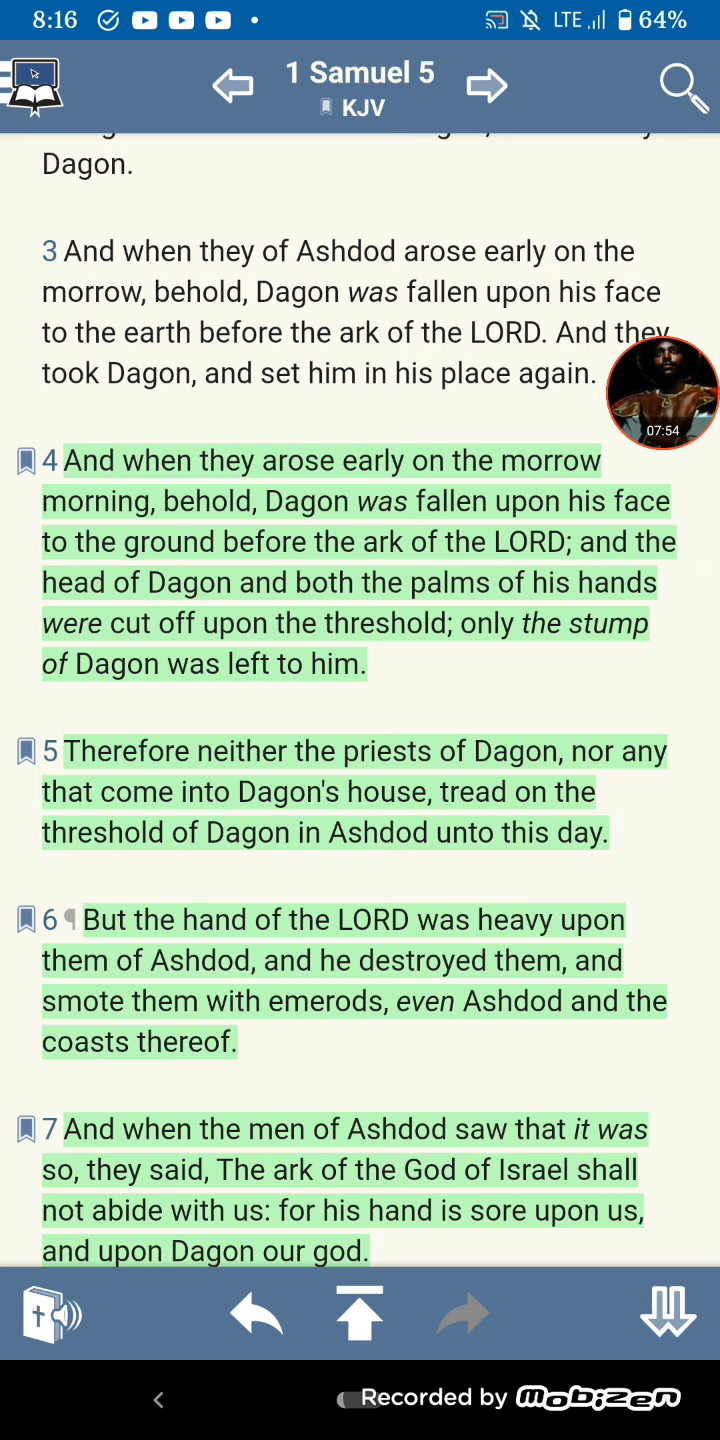 8:16 LTE 64%
1 Samuel 5
KJV
Dagon.
3 And when they of Ashdod arose early on the
morrow, behold, Dagon was fallen upon his face
to the earth before the ark of the LORD. And they
took Dagon, and set him in his place again.
07:54
4 And when they arose early on the morrow
morning, behold, Dagon was fallen upon his face
to the ground before the ark of the LORD; and the
head of Dagon and both the palms of his hands
were cut off upon the threshold; only the stump
of Dagon was left to him.
5 Therefore neither the priests of Dagon, nor any
that come into Dagon's house, tread on the
threshold of Dagon in Ashdod unto this day.
6 ¶ But the hand of the LORD was heavy upon
them of Ashdod, and he destroyed them, and
smote them with emerods, even Ashdod and the
coasts thereof.
7 And when the men of Ashdod saw that it was
so, they said, The ark of the God of Israel shall
not abide with us: for his hand is sore upon us,
and upon Dagon our god.
Recorded by Mobizen